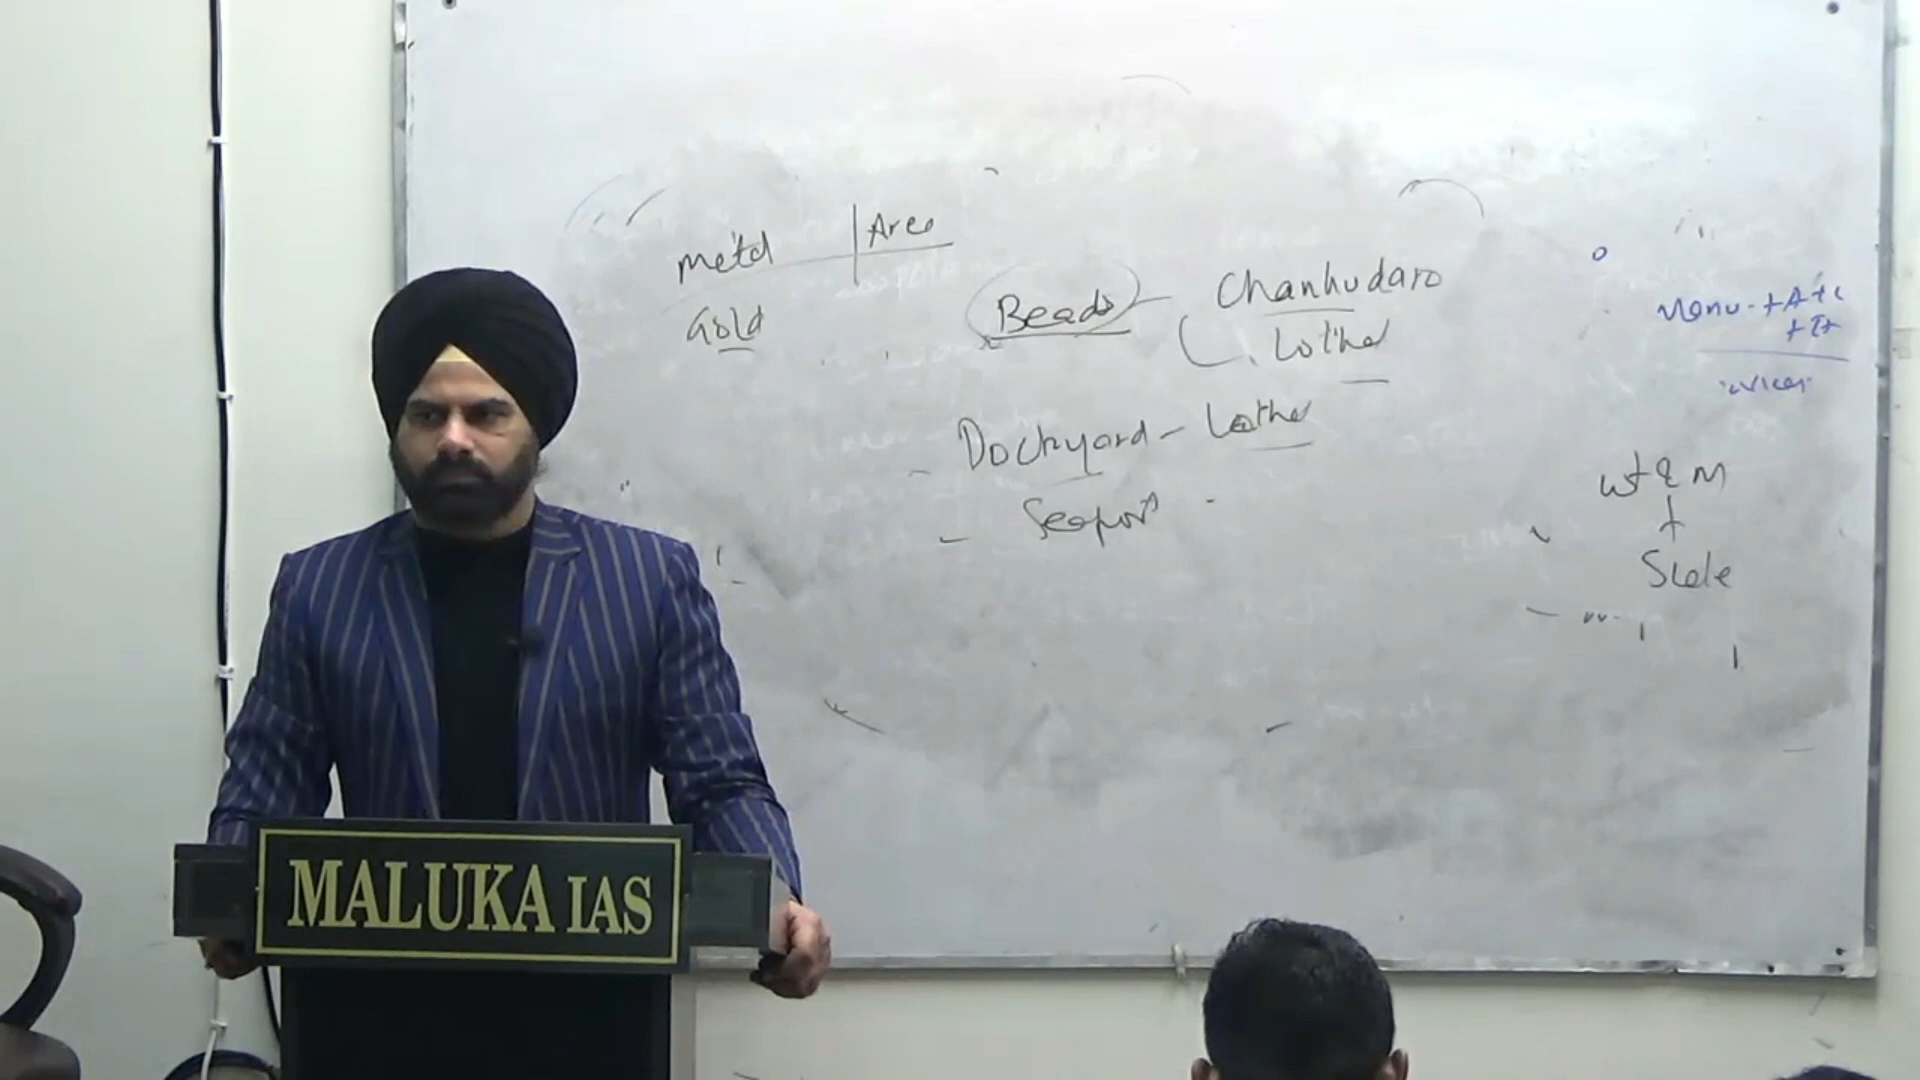 Metal | Area
Gold
Beads - Chanhudaro
Lothal
Dockyard - Lothal
Seaport
wt & M
+
Scale
MALUKA IAS